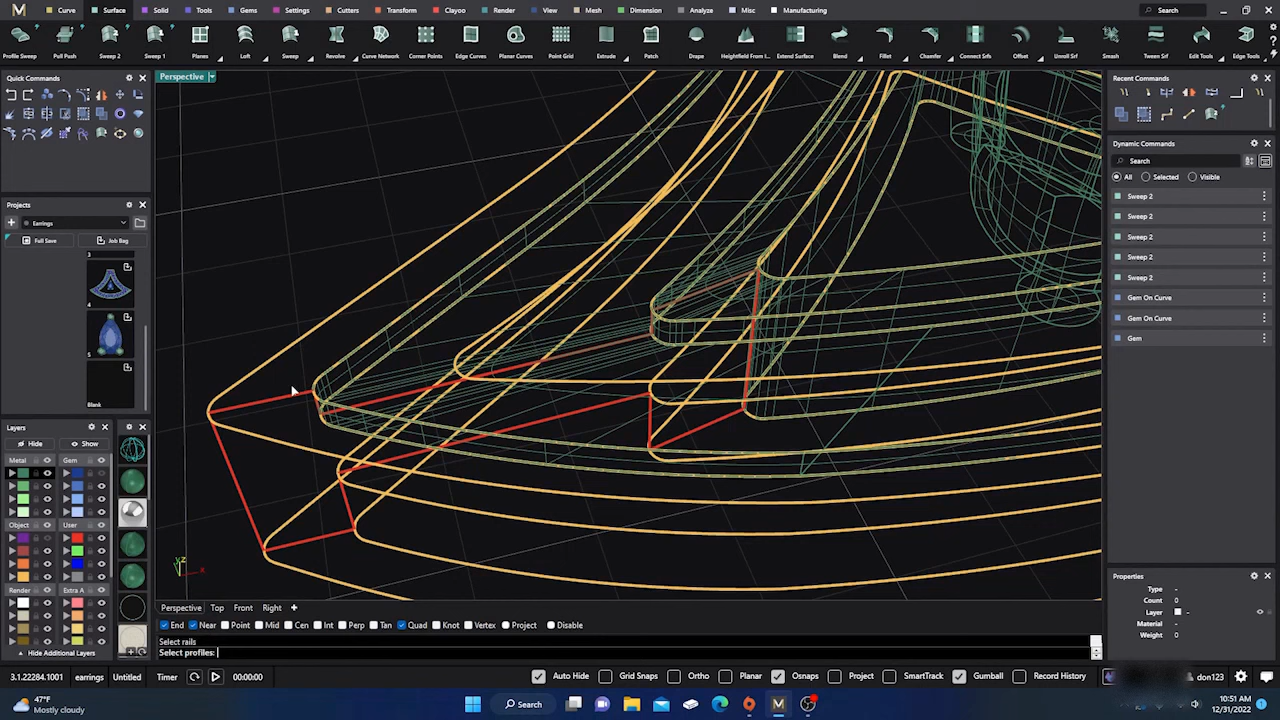 Curve Surface Solid Tools Gems Settings Cutters Transform Clayoo Render View Mesh Dimension Analyze Misc Manufacturing Search
Profile Sweep Pull Push Sweep 2 Sweep 1 Planes Loft Sweep Revolve Curve Network Corner Points Edge Curves Planar Curves Point Grid Extrude Patch Drape Heightfield From I Extend Surface Blend Fillet Chamfer Connect Srfs Offset Unroll Srf Smash Tween Surfaces Edit Tools Edge Tools
Quick Commands
Perspective
Recent Commands
Dynamic Commands
Search
All Selected Visible
Sweep 2
Sweep 2
Sweep 2
Sweep 2
Sweep 2
Gem On Curve
Gem On Curve
Gem
Projects
Earrings
Full Save Job Bag
3
4
5
Blank
Layers
Hide Show
Metal Gem
Object User
Render Extra A
Hide Additional Layers
z
y
x
Properties
Type -
Count 0
Layer -
Material -
Weight 0
Perspective Top Front Right
End Near Point Mid Cen Int Perp Tan Quad Knot Vertex Project Disable
Select rails
Select profiles:
3.1.22284.1001 earrings Untitled Timer 00:00:00 Auto Hide Grid Snaps Ortho Planar Osnaps Project SmartTrack Gumball Record History don123
47°F
Mostly cloudy
Search
10:51 AM
12/31/2022